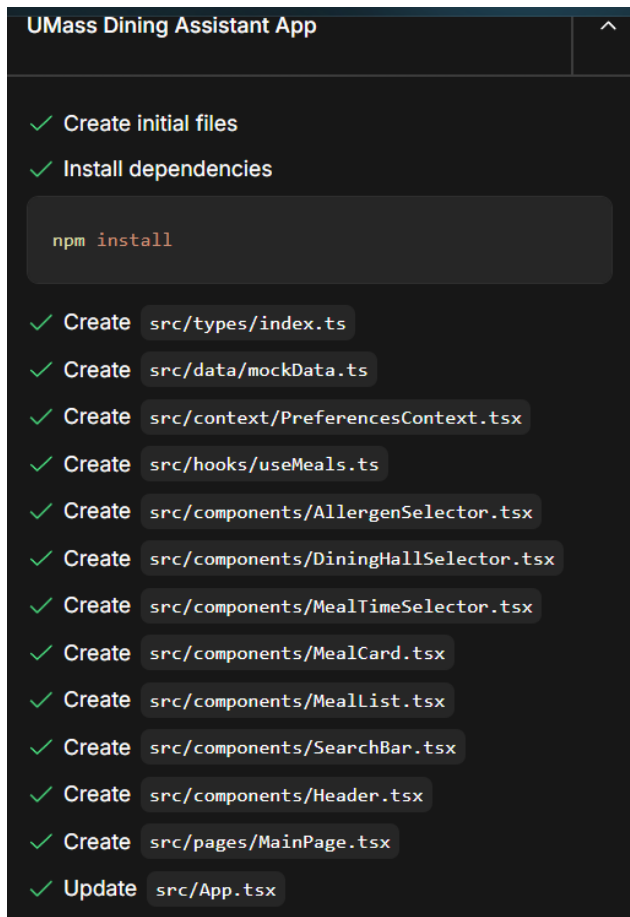 UMass Dining Assistant App
Create initial files
Install dependencies
npm install
Create src/types/index.ts
Create src/data/mockData.ts
Create src/context/PreferencesContext.tsx
Create src/hooks/useMeals.ts
Create src/components/AllergenSelector.tsx
Create src/components/DiningHallSelector.tsx
Create src/components/MealTimeSelector.tsx
Create src/components/MealCard.tsx
Create src/components/MealList.tsx
Create src/components/SearchBar.tsx
Create src/components/Header.tsx
Create src/pages/MainPage.tsx
Update src/App.tsx